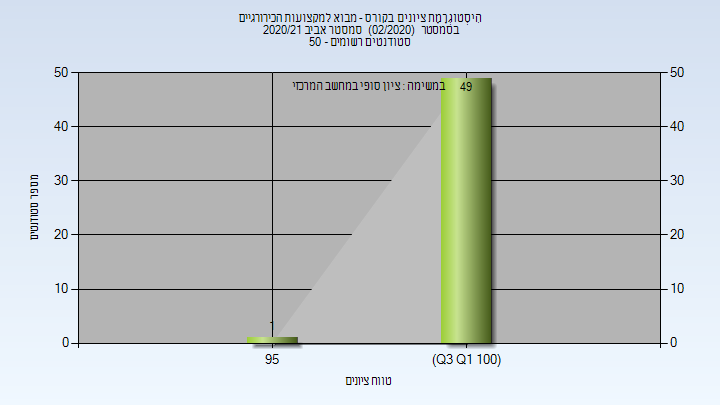 היסטוגרמת ציונים בקורס - מבוא למקצועות הכירורגיים
בסמסטר (02/2020) סמסטר אביב 2020/21
סטודנטים רשומים - 50
במשימה : ציון סופי במחשב המרכזי
50
40
30
20
10
0
50
40
30
20
10
0
מספר סטודנטים
49
95
(Q3 Q1 100)
טווח ציונים